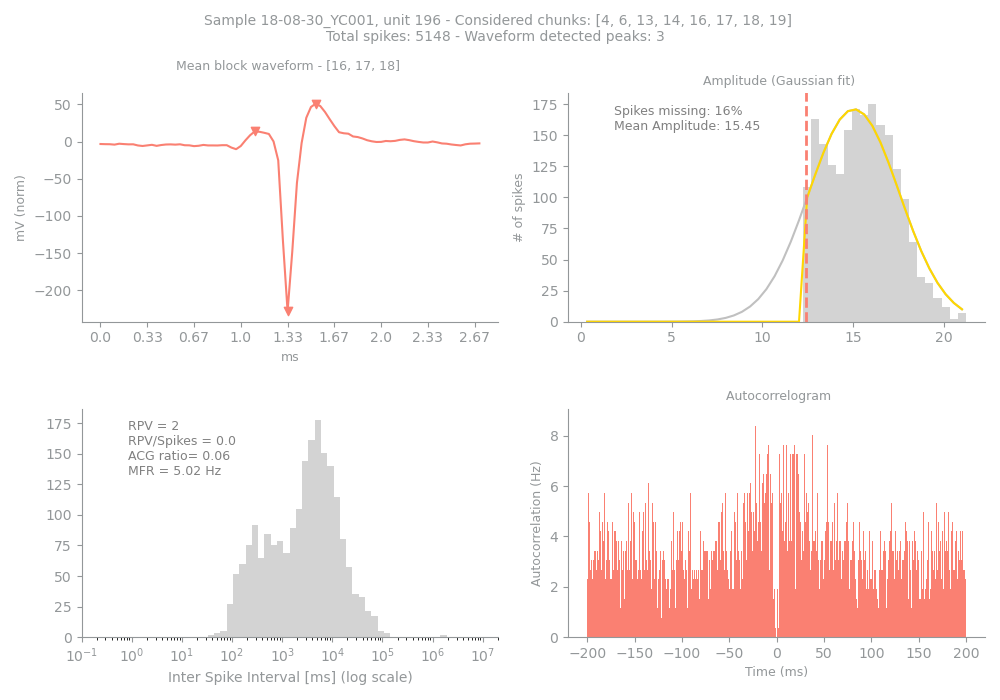 Sample 18-08-30_YC001, unit 196 - Considered chunks: [4, 6, 13, 14, 16, 17, 18, 19]
Total spikes: 5148 - Waveform detected peaks: 3
Mean block waveform - [16, 17, 18]
50
0
−50
−100
−150
−200
mV (norm)
0.0 0.33 0.67 1.0 1.33 1.67 2.0 2.33 2.67
ms
Amplitude (Gaussian fit)
Spikes missing: 16%
Mean Amplitude: 15.45
175
150
125
100
75
50
25
0
# of spikes
0 5 10 15 20
RPV = 2
RPV/Spikes = 0.0
ACG ratio= 0.06
MFR = 5.02 Hz
175
150
125
100
75
50
25
0
10⁻¹ 10⁰ 10¹ 10² 10³ 10⁴ 10⁵ 10⁶ 10⁷
Inter Spike Interval [ms] (log scale)
Autocorrelogram
8
6
4
2
0
Autocorrelation (Hz)
−200 −150 −100 −50 0 50 100 150 200
Time (ms)